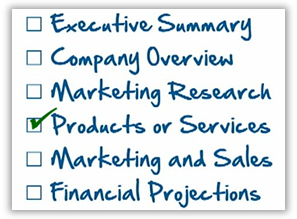 Executive Summary
Company Overview
Marketing Research
Products or Services
Marketing and Sales
Financial Projections